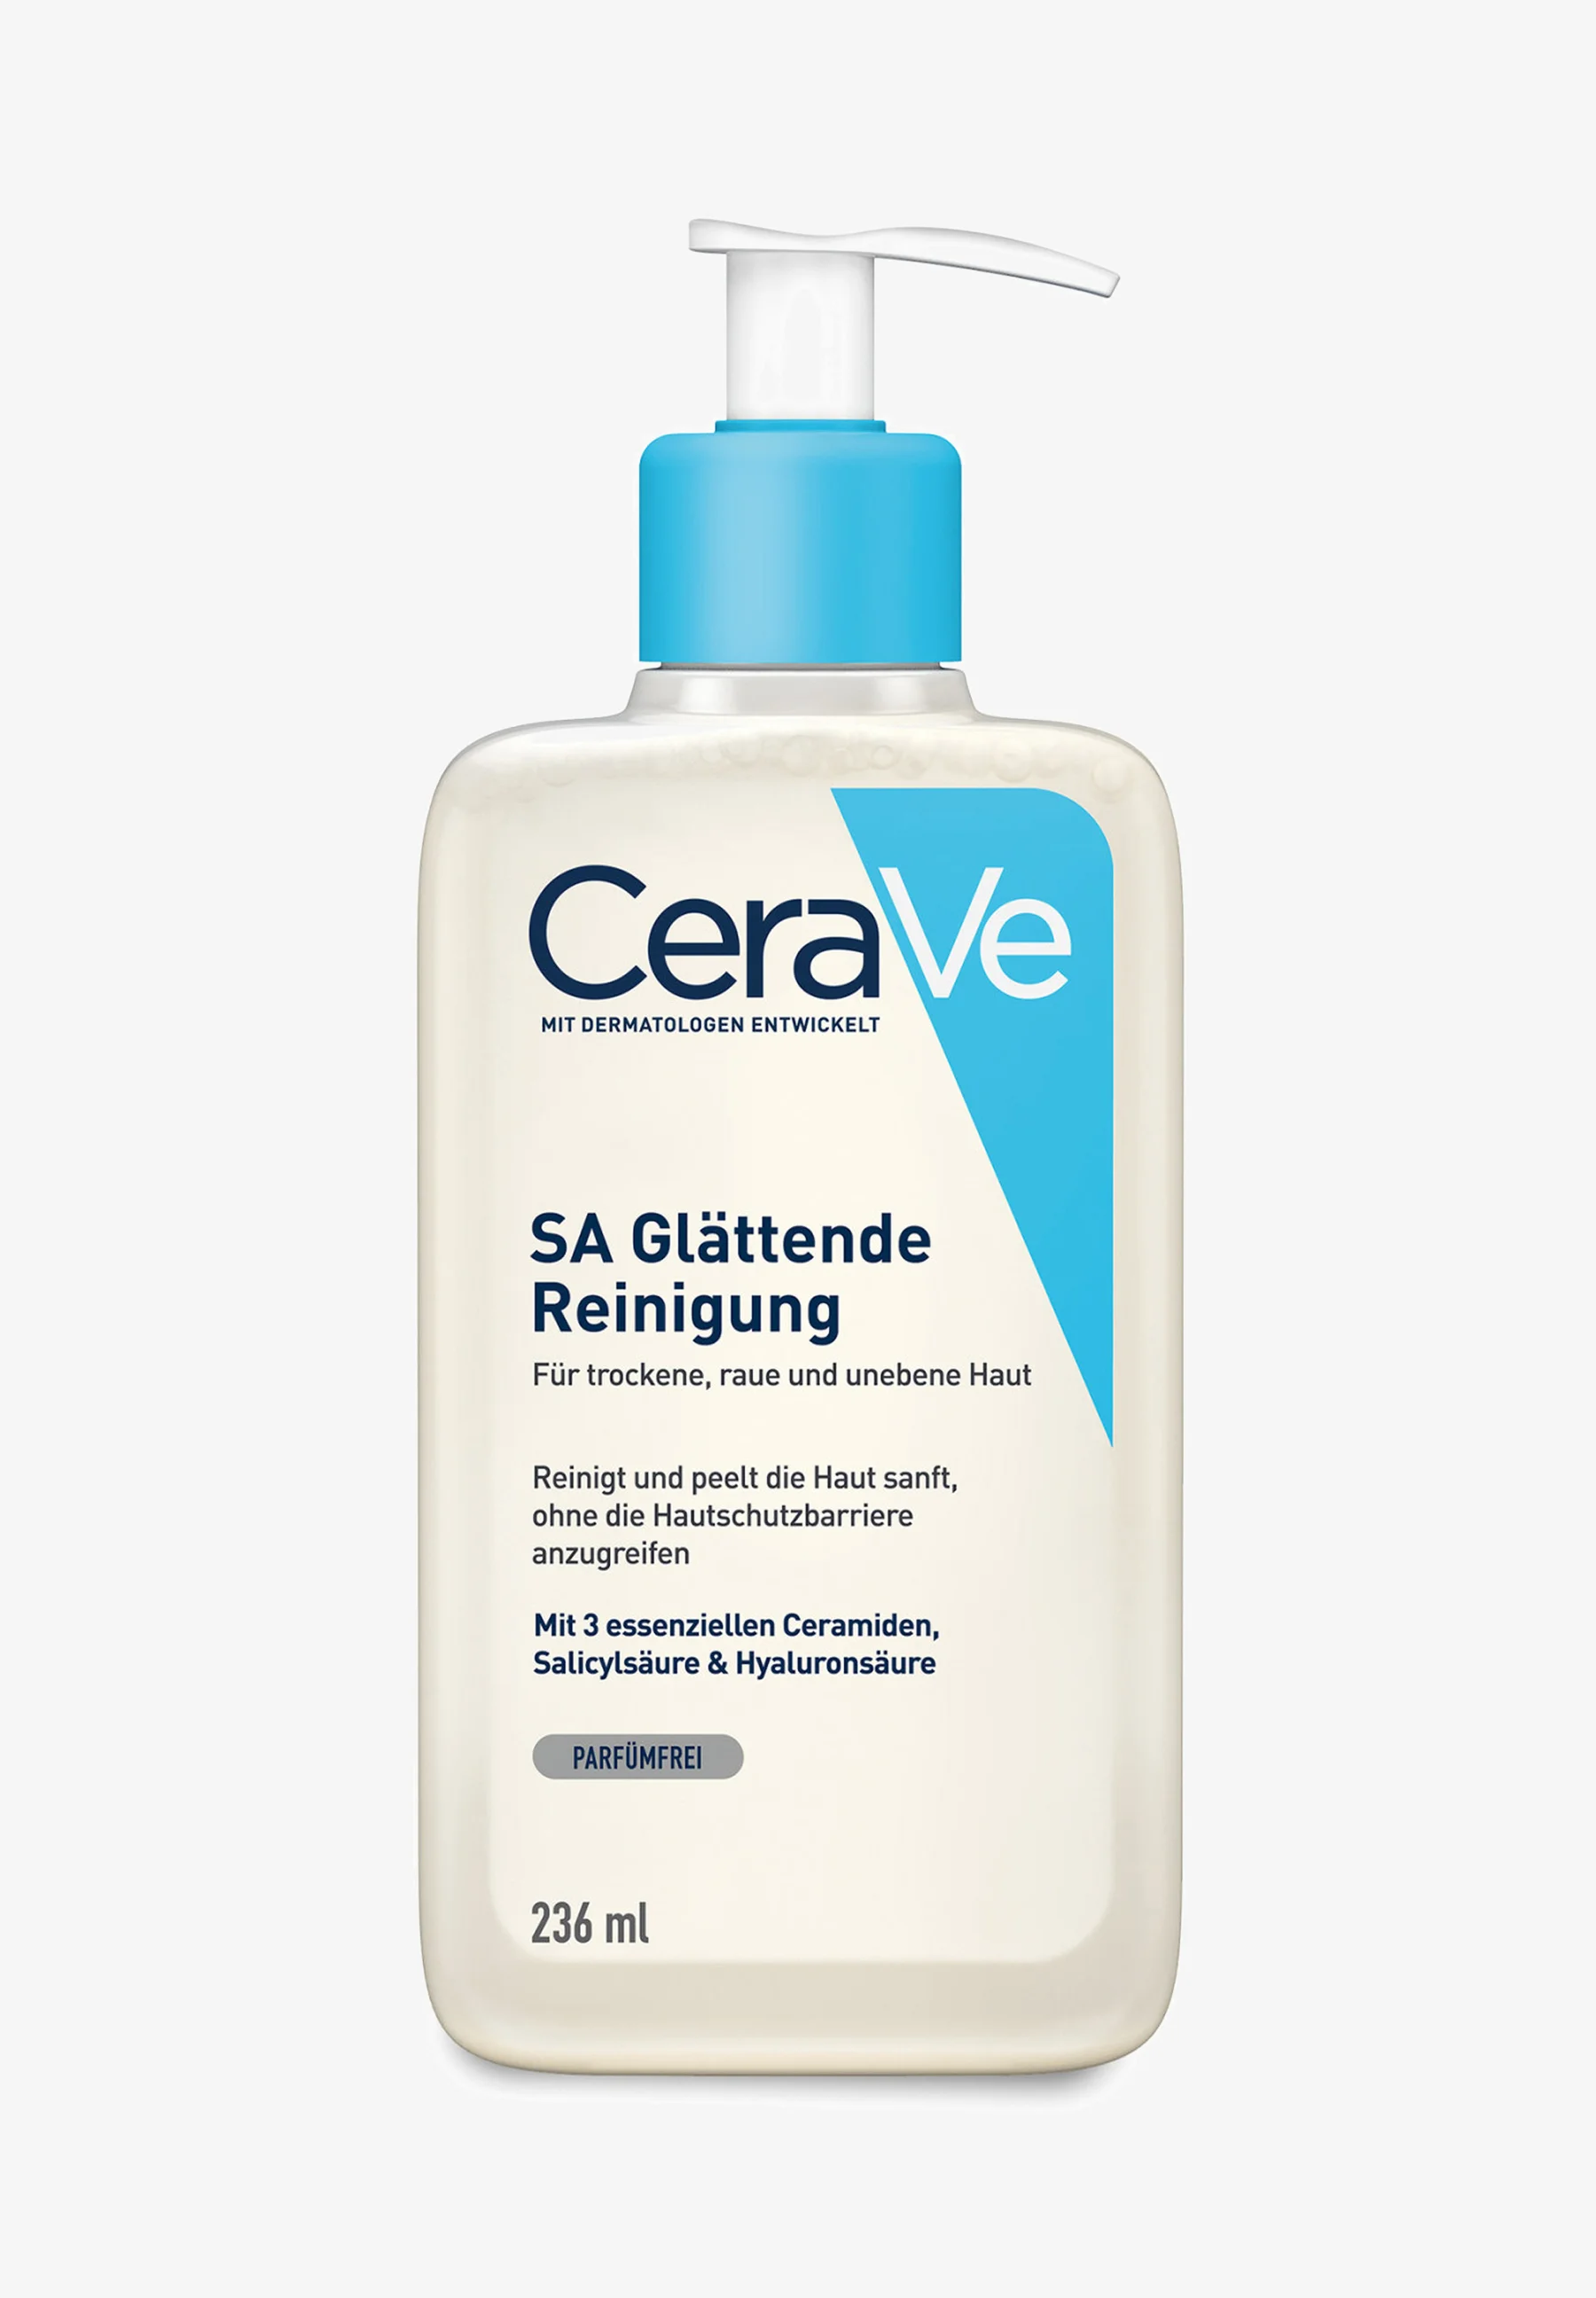 CeraVe
MIT DERMATOLOGEN ENTWICKELT
SA Glättende
Reinigung
Für trockene, raue und unebene Haut
Reinigt und peelt die Haut sanft,
ohne die Hautschutzbarriere
anzugreifen
Mit 3 essenziellen Ceramiden,
Salicylsäure & Hyaluronsäure
PARFÜMFREI
236 ml